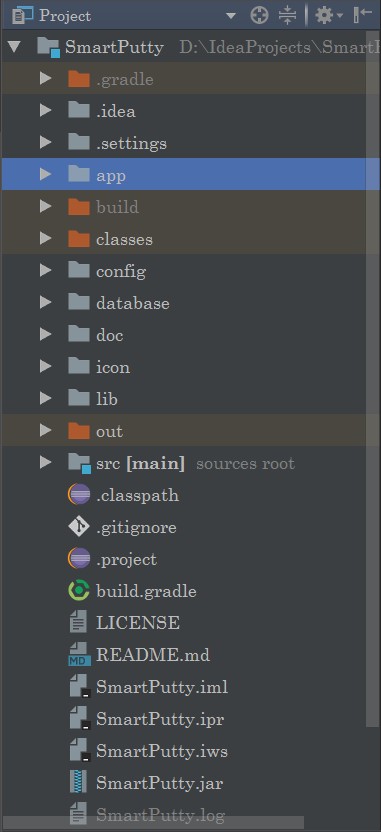 Project
SmartPutty D:\IdeaProjects\SmartP
.gradle
.idea
.settings
app
build
classes
config
database
doc
icon
lib
out
src [main] sources root
.classpath
.gitignore
.project
build.gradle
LICENSE
MD README.md
SmartPutty.iml
SmartPutty.ipr
SmartPutty.iws
SmartPutty.jar
SmartPutty.log